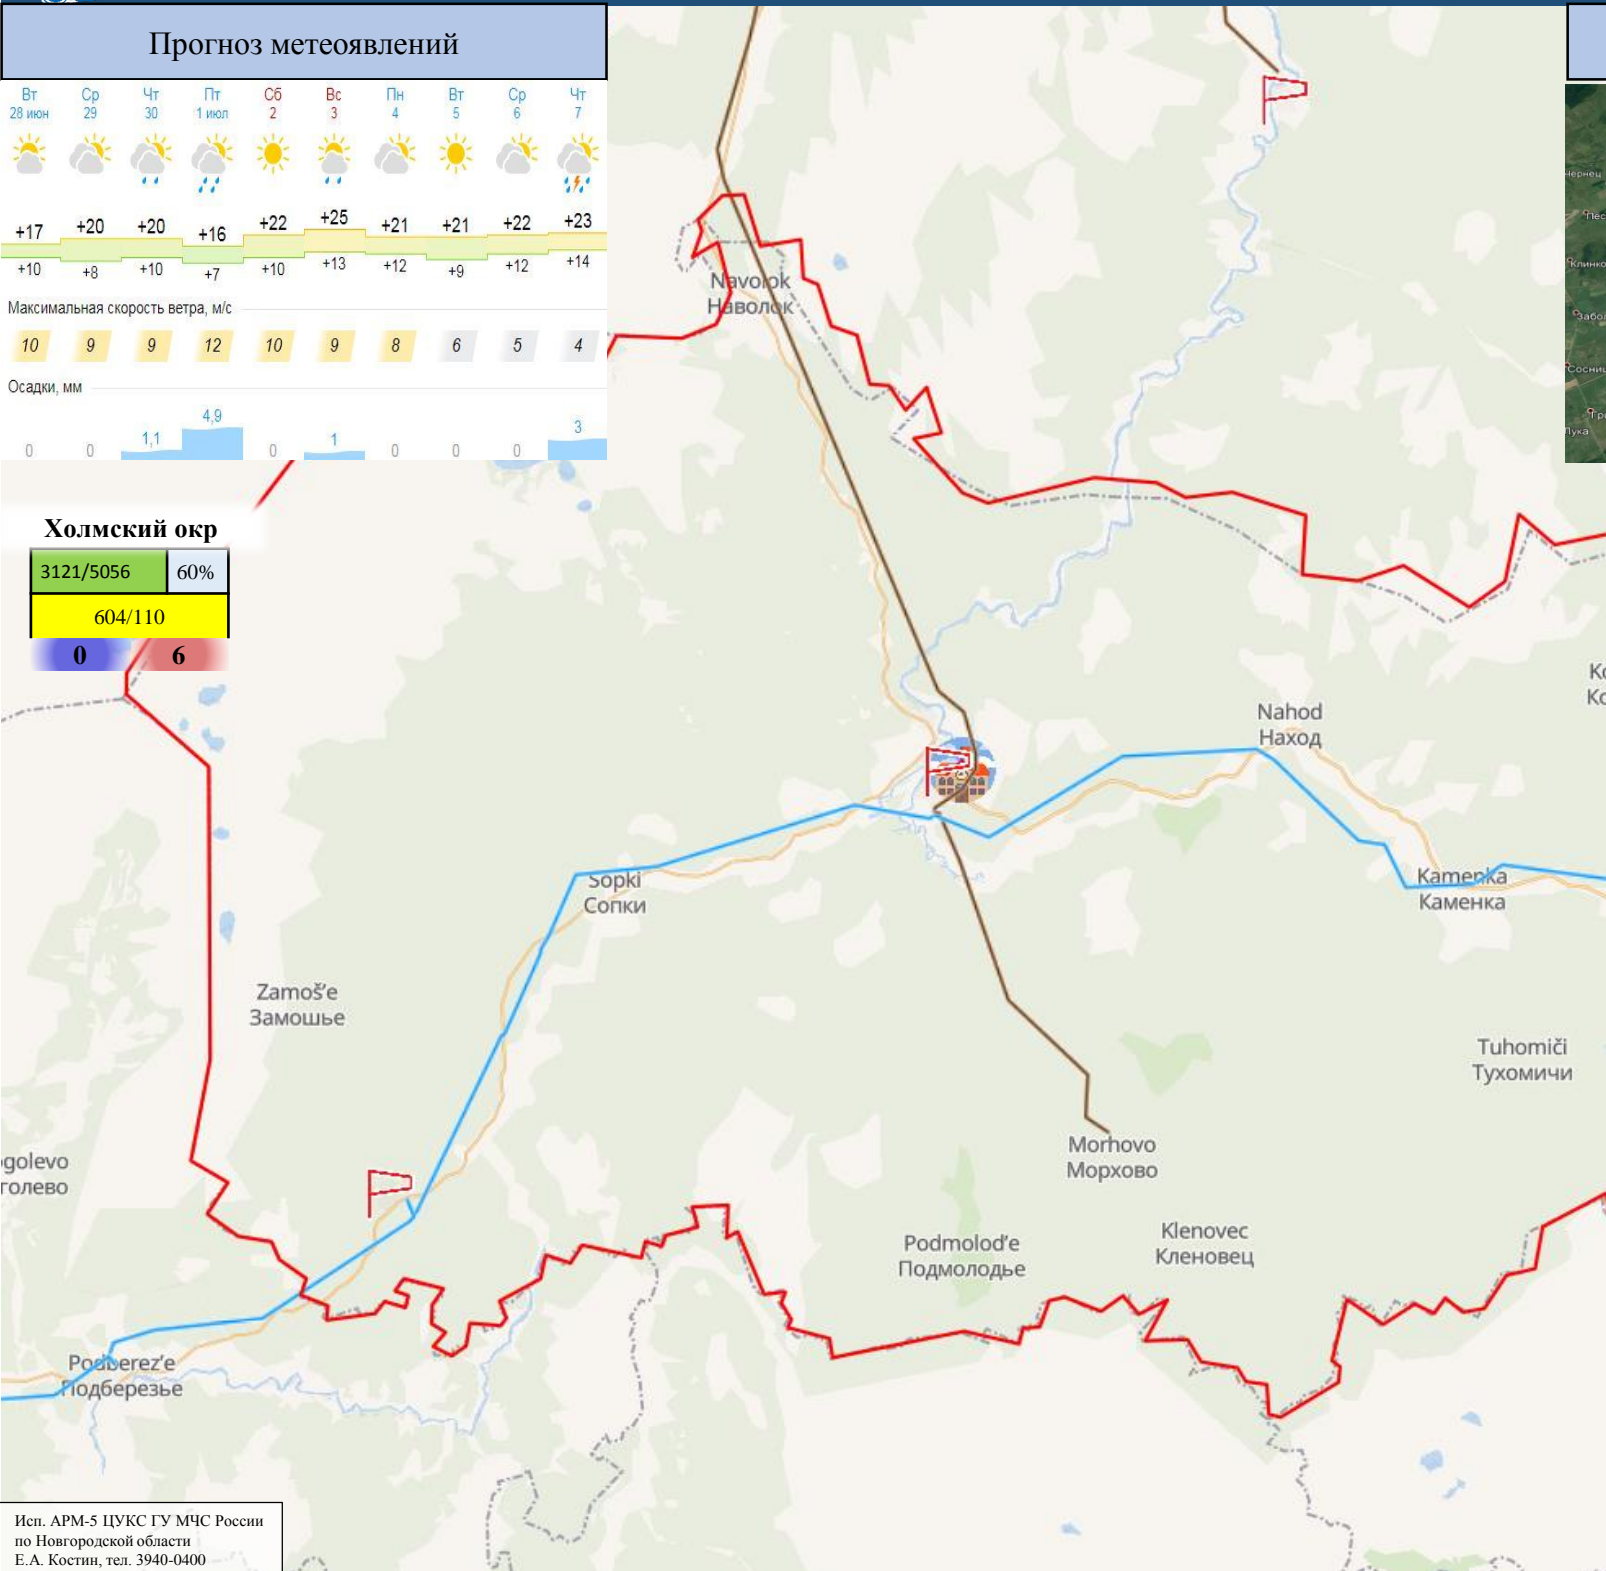 Прогноз метеоявлений
Вт Ср Чт Пт Сб Вс Пн Вт Ср Чт
28 июн 29 30 1 июл 2 3 4 5 6 7
+17 +20 +20 +16 +22 +25 +21 +21 +22 +23
+10 +8 +10 +7 +10 +13 +12 +9 +12 +14
Максимальная скорость ветра, м/с
10 9 9 12 10 9 8 6 5 4
Осадки, мм
0 0 1,1 4,9 0 1 0 0 0 3
Холмский окр
3121/5056 60%
604/110
0 6
Navolok
Наволок
Nahod
Наход
Sopki
Сопки
Kamenka
Каменка
Zamoš'e
Замошье
Tuhomiči
Тухомичи
Morhovo
Морхово
golevo
голево
Podmolod'e
Подмолодье
Klenovec
Кленовец
Podberez'e
Подберезье
Чернец
Лука
Исп. АРМ-5 ЦУКС ГУ МЧС России
по Новгородской области
Е.А. Костин, тел. 3940-0400